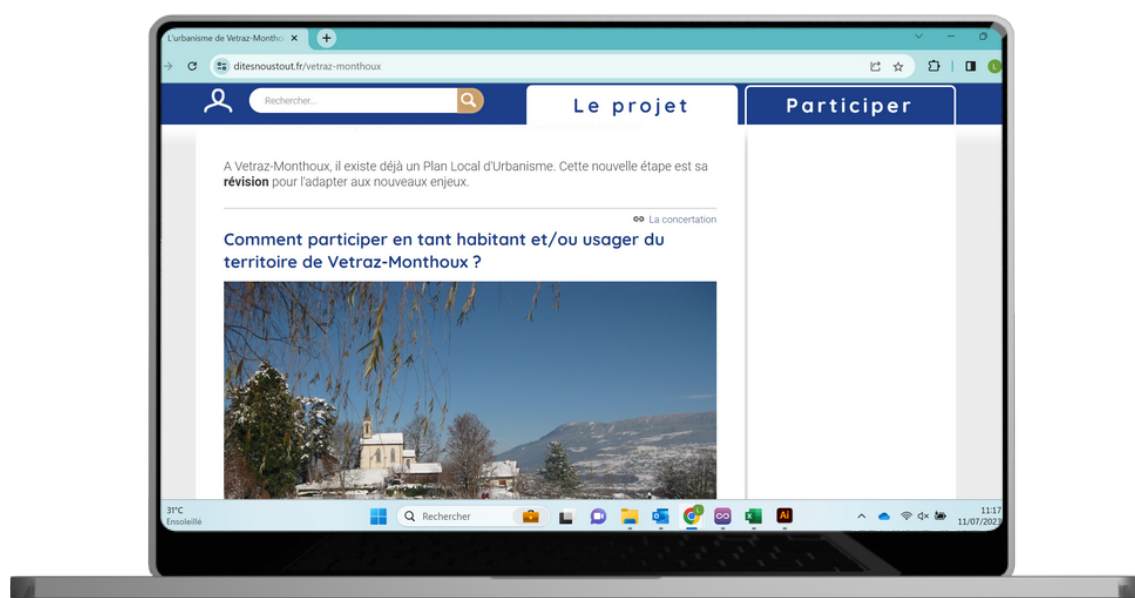 L'urbanisme de Vetraz-Montho
ditesnoustout.fr/vetraz-monthoux
Rechercher...
Le projet
Participer
A Vetraz-Monthoux, il existe déjà un Plan Local d'Urbanisme. Cette nouvelle étape est sa
révision pour l'adapter aux nouveaux enjeux.
La concertation
Comment participer en tant habitant et/ou usager du
territoire de Vetraz-Monthoux ?
31°C
Ensoleillé
Rechercher
Ai
11:17
11/07/2023